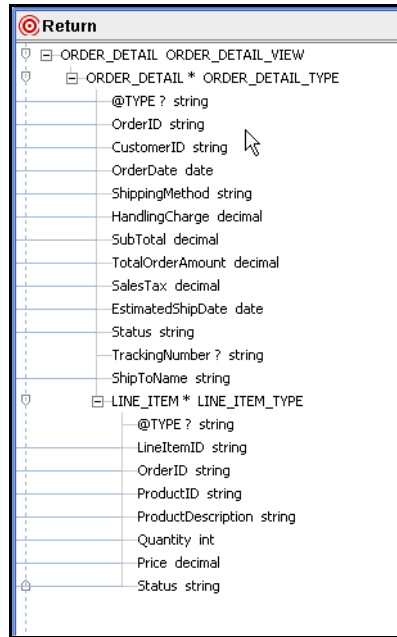 Return
ORDER_DETAIL ORDER_DETAIL_VIEW
ORDER_DETAIL * ORDER_DETAIL_TYPE
@TYPE ? string
OrderID string
CustomerID string
OrderDate date
ShippingMethod string
HandlingCharge decimal
SubTotal decimal
TotalOrderAmount decimal
SalesTax decimal
EstimatedShipDate date
Status string
TrackingNumber ? string
ShipToName string
LINE_ITEM * LINE_ITEM_TYPE
@TYPE ? string
LineItemID string
OrderID string
ProductID string
ProductDescription string
Quantity int
Price decimal
Status string